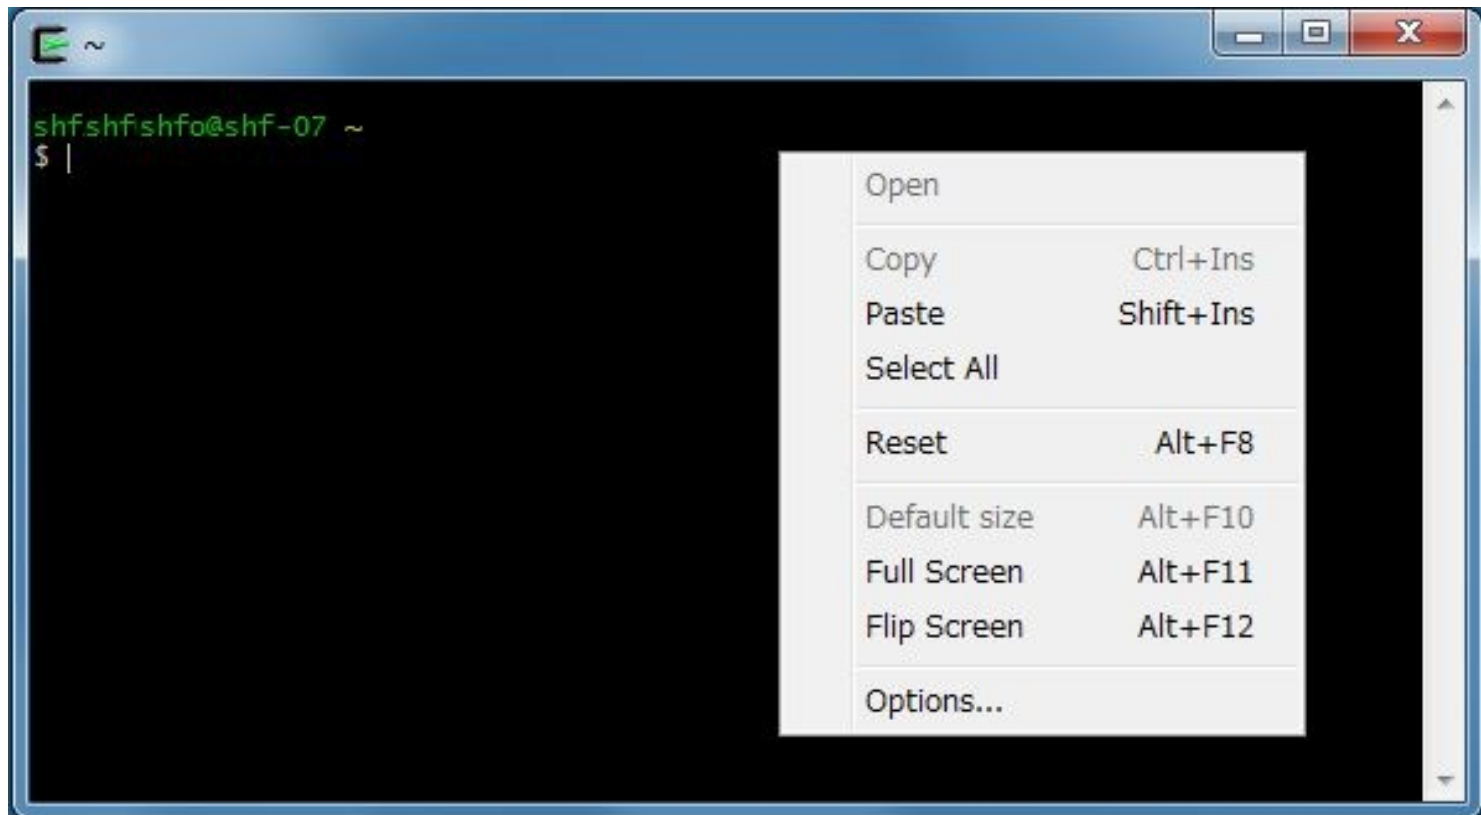 ~
shfshfishfo@shf-07 ~
$
Open
Copy Ctrl+Ins
Paste Shift+Ins
Select All
Reset Alt+F8
Default size Alt+F10
Full Screen Alt+F11
Flip Screen Alt+F12
Options...